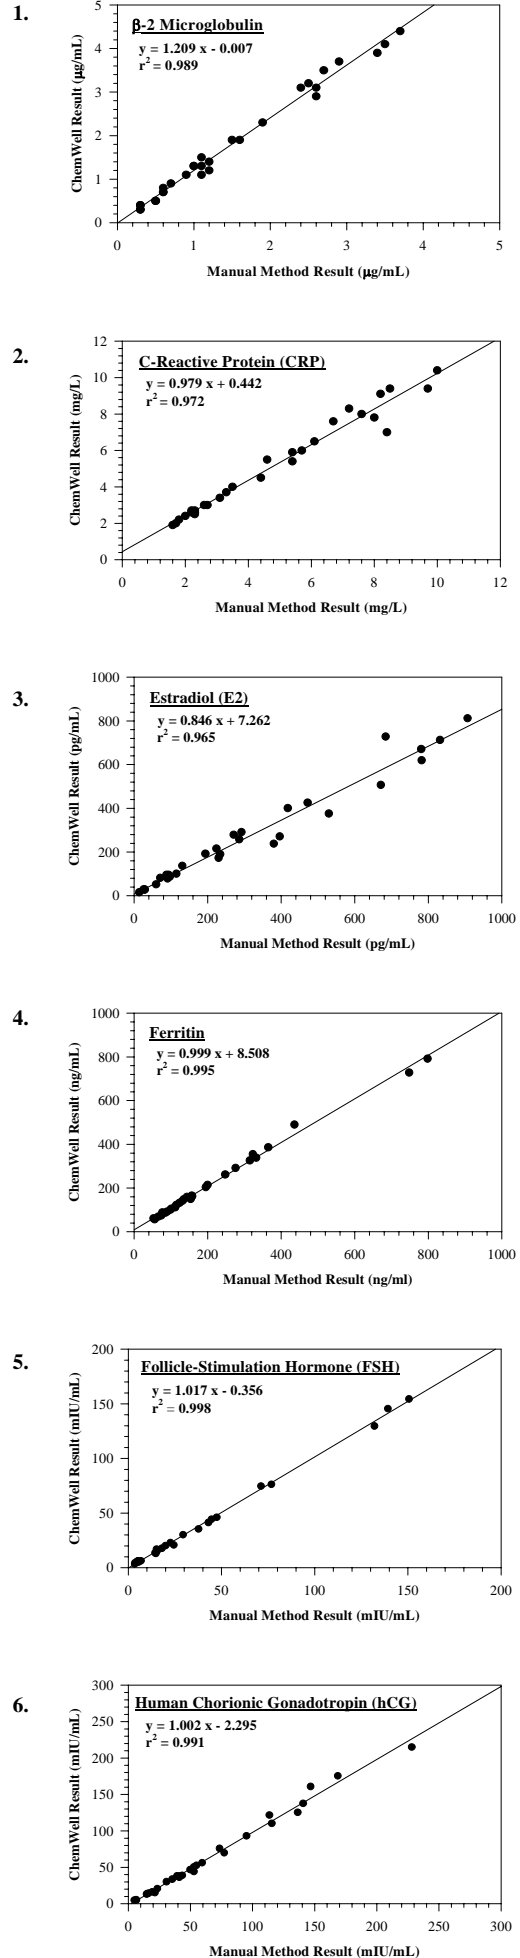 1.
β-2 Microglobulin
y = 1.209 x - 0.007
r² = 0.989
ChemWell Result (μg/mL)
5
4
3
2
1
0
0 1 2 3 4 5
Manual Method Result (μg/mL)
2.
C-Reactive Protein (CRP)
y = 0.979 x + 0.442
r² = 0.972
ChemWell Result (mg/L)
12
10
8
6
4
2
0
0 2 4 6 8 10 12
Manual Method Result (mg/L)
3.
Estradiol (E2)
y = 0.846 x + 7.262
r² = 0.965
ChemWell Result (pg/mL)
1000
800
600
400
200
0
0 200 400 600 800 1000
Manual Method Result (pg/mL)
4.
Ferritin
y = 0.999 x + 8.508
r² = 0.995
ChemWell Result (ng/mL)
1000
800
600
400
200
0
0 200 400 600 800 1000
Manual Method Result (ng/ml)
5.
Follicle-Stimulation Hormone (FSH)
y = 1.017 x - 0.356
r² = 0.998
ChemWell Result (mIU/mL)
200
150
100
50
0
0 50 100 150 200
Manual Method Result (mIU/mL)
6.
Human Chorionic Gonadotropin (hCG)
y = 1.002 x - 2.295
r² = 0.991
ChemWell Result (mIU/mL)
300
250
200
150
100
50
0
0 50 100 150 200 250 300
Manual Method Result (mIU/mL)